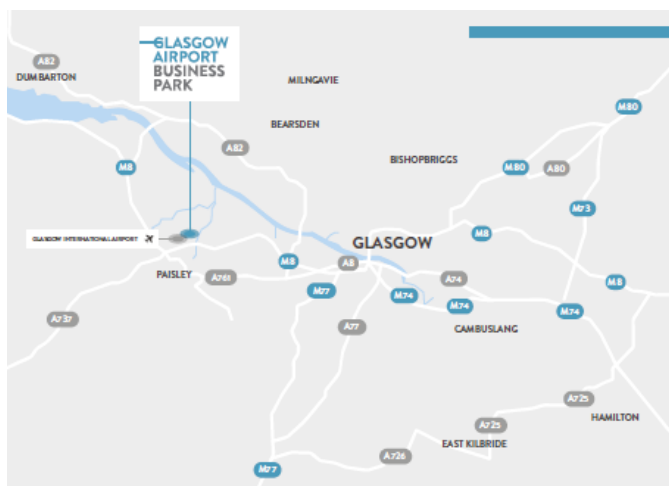 GLASGOW
AIRPORT
BUSINESS
PARK
A82
DUMBARTON
MILNGAVIE
M80
BEARSDEN
A82
BISHOPBRIGGS
M80
A80
M8
M73
GLASGOW INTERNATIONAL AIRPORT
GLASGOW
M8
PAISLEY
A761
M8
A8
A74
M8
M77
M74
M74
M74
A737
A77
CAMBUSLANG
A725
HAMILTON
A725
EAST KILBRIDE
A726
M77